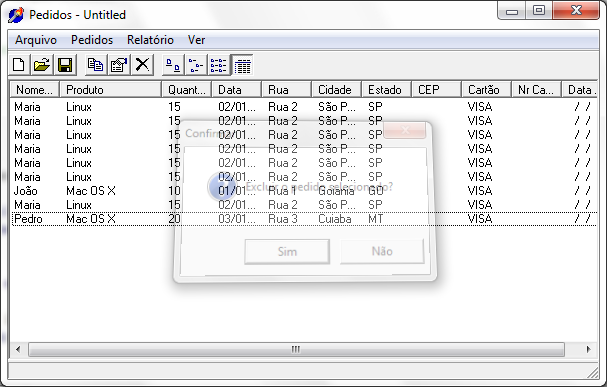 Pedidos - Untitled
Arquivo Pedidos Relatório Ver
Nome... Produto Quant... Data Rua Cidade Estado CEP Cartão Nr Ca... Data .
Maria Linux 15 02/01... Rua 2 São P... SP VISA / /
Maria Linux 15 02/01... Rua 2 São P... SP VISA / /
Maria Linux 15 02/01... Rua 2 São P... SP VISA / /
Maria Linux 15 02/01... Rua 2 São P... SP VISA / /
Maria Linux 15 02/01... Rua 2 São P... SP VISA / /
Maria Linux 15 02/01... Rua 2 São P... SP VISA / /
João Mac OS X 10 01/01... Rua 1 Goiania GO VISA / /
Maria Linux 15 02/01... Rua 2 São P... SP VISA / /
Pedro Mac OS X 20 03/01... Rua 3 Cuiaba MT VISA / /
Excluir o pedido selecionado?
Sim Não